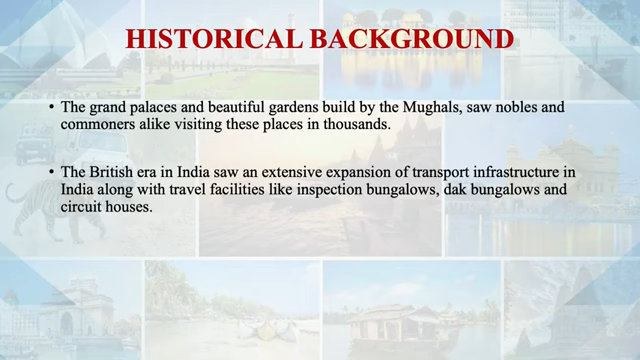 HISTORICAL BACKGROUND
• The grand palaces and beautiful gardens build by the Mughals, saw nobles and
commoners alike visiting these places in thousands.
• The British era in India saw an extensive expansion of transport infrastructure in
India along with travel facilities like inspection bungalows, dak bungalows and
circuit houses.